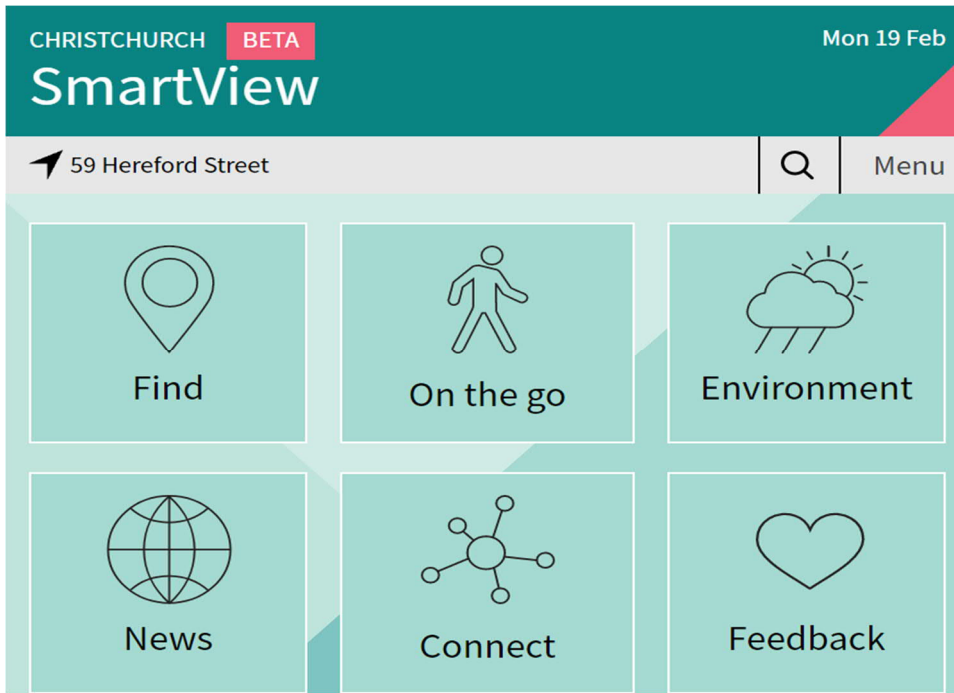 CHRISTCHURCH BETA
Mon 19 Feb
SmartView
59 Hereford Street
Menu
Find
On the go
Environment
News
Connect
Feedback